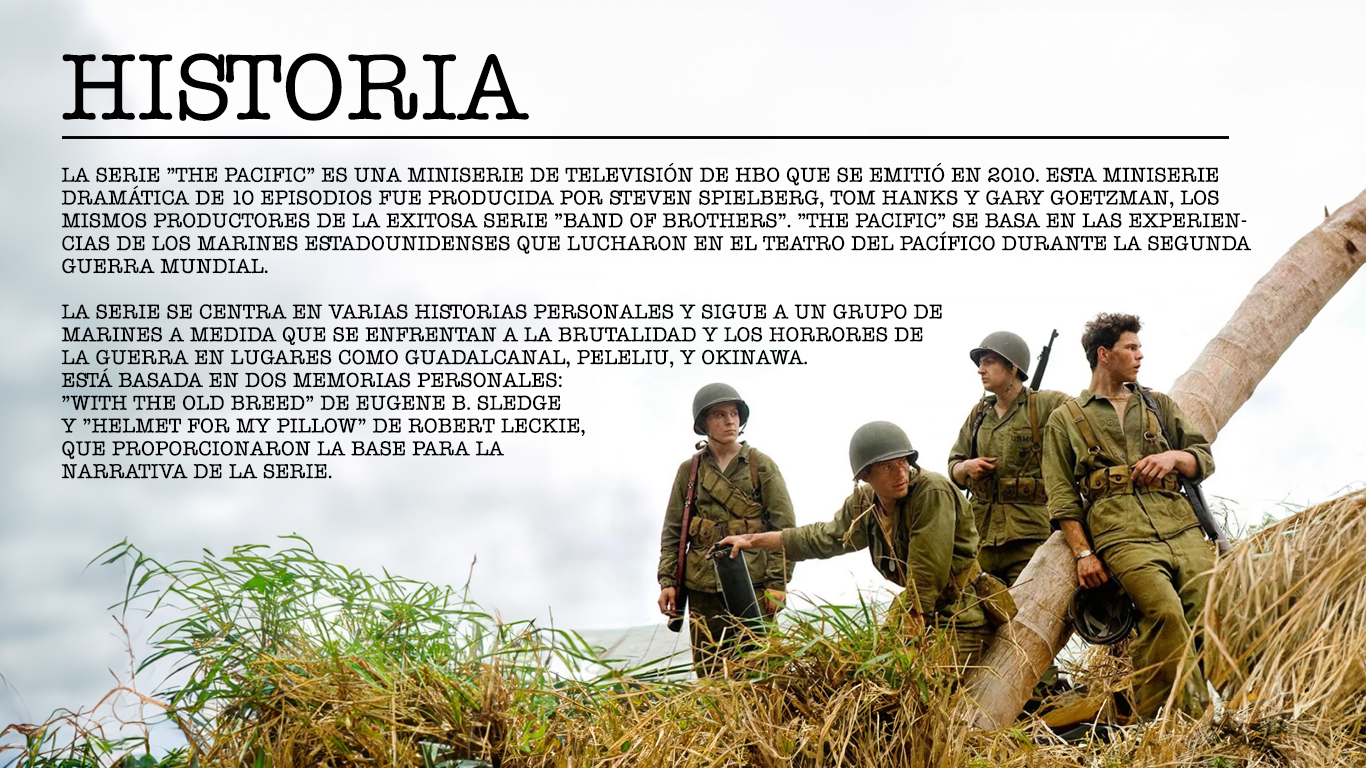 HISTORIA
LA SERIE "THE PACIFIC" ES UNA MINISERIE DE TELEVISIÓN DE HBO QUE SE EMITIÓ EN 2010. ESTA MINISERIE
DRAMÁTICA DE 10 EPISODIOS FUE PRODUCIDA POR STEVEN SPIELBERG, TOM HANKS Y GARY GOETZMAN, LOS
MISMOS PRODUCTORES DE LA EXITOSA SERIE "BAND OF BROTHERS". "THE PACIFIC" SE BASA EN LAS EXPERIEN-
CIAS DE LOS MARINES ESTADOUNIDENSES QUE LUCHARON EN EL TEATRO DEL PACÍFICO DURANTE LA SEGUNDA
GUERRA MUNDIAL.
LA SERIE SE CENTRA EN VARIAS HISTORIAS PERSONALES Y SIGUE A UN GRUPO DE
MARINES A MEDIDA QUE SE ENFRENTAN A LA BRUTALIDAD Y LOS HORRORES DE
LA GUERRA EN LUGARES COMO GUADALCANAL, PELELIU, Y OKINAWA.
ESTÁ BASADA EN DOS MEMORIAS PERSONALES:
"WITH THE OLD BREED" DE EUGENE B. SLEDGE
Y "HELMET FOR MY PILLOW" DE ROBERT LECKIE,
QUE PROPORCIONARON LA BASE PARA LA
NARRATIVA DE LA SERIE.